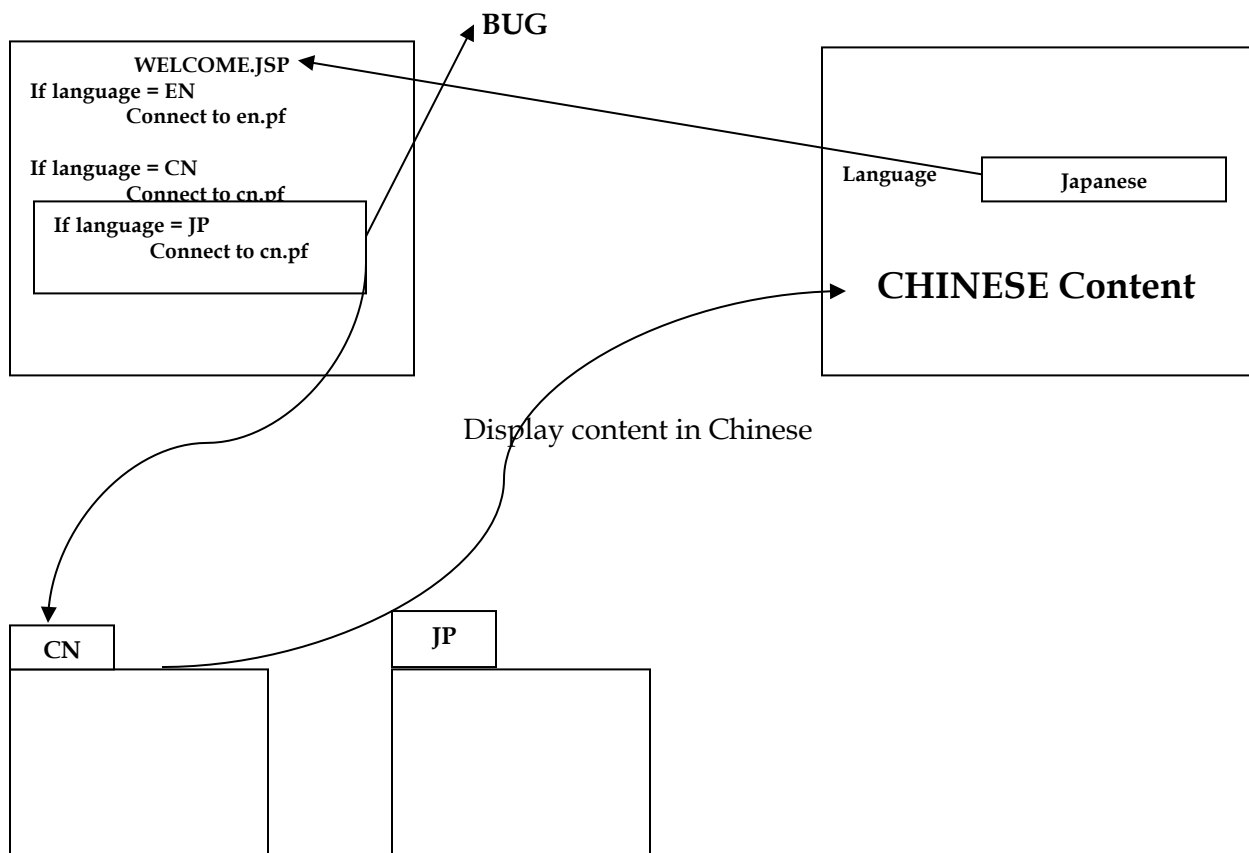 BUG
WELCOME.JSP
If language = EN
Connect to en.pf
If language = CN
Connect to cn.pf
If language = JP
Connect to cn.pf
Language
Japanese
CHINESE Content
Display content in Chinese
CN
JP